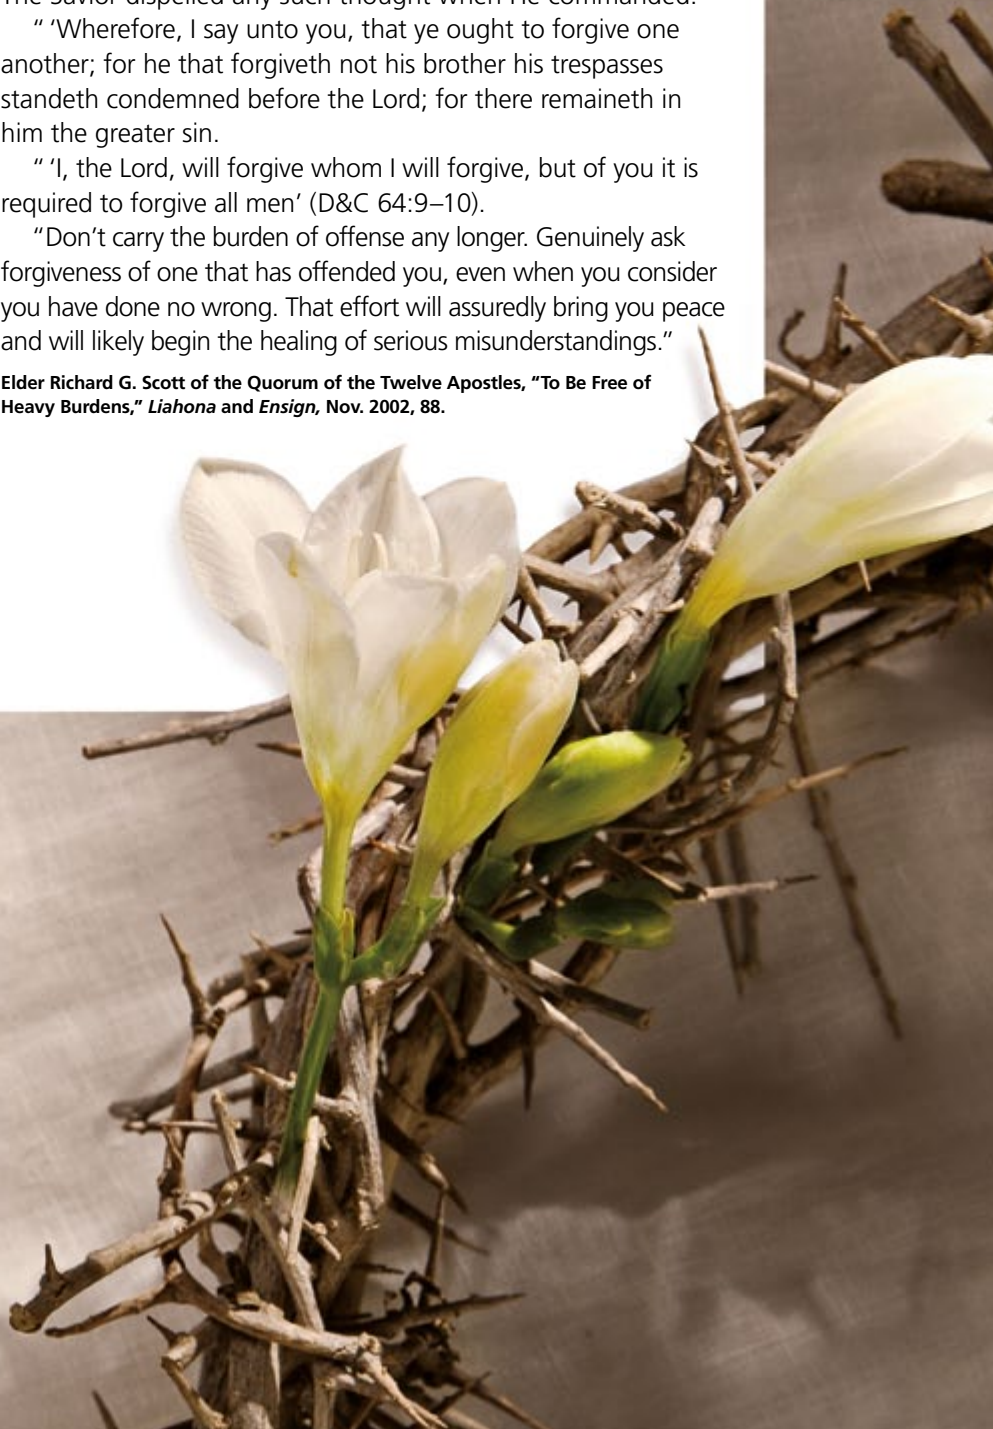 The Savior dispelled any such thought when He commanded:
“ ‘Wherefore, I say unto you, that ye ought to forgive one
another; for he that forgiveth not his brother his trespasses
standeth condemned before the Lord; for there remaineth in
him the greater sin.
“ ‘I, the Lord, will forgive whom I will forgive, but of you it is
required to forgive all men’ (D&C 64:9–10).
“Don’t carry the burden of offense any longer. Genuinely ask
forgiveness of one that has offended you, even when you consider
you have done no wrong. That effort will assuredly bring you peace
and will likely begin the healing of serious misunderstandings.”
Elder Richard G. Scott of the Quorum of the Twelve Apostles, “To Be Free of
Heavy Burdens,” Liahona and Ensign, Nov. 2002, 88.